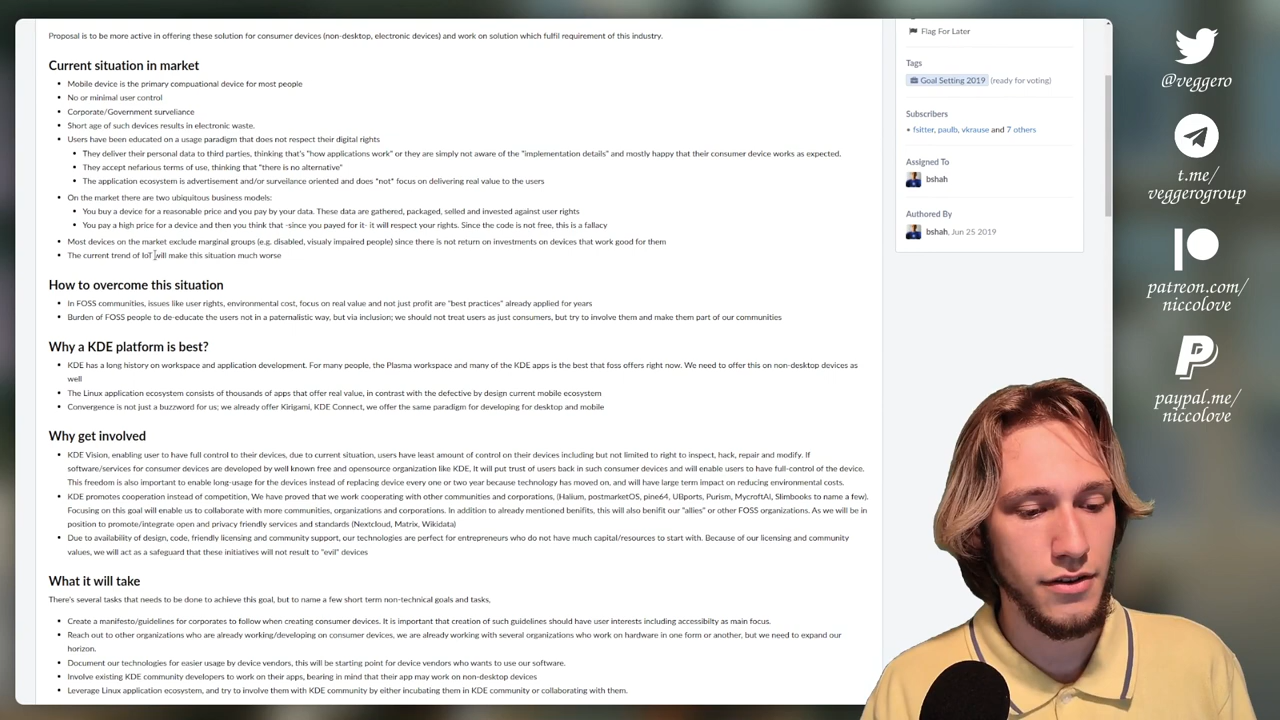 Proposal is to be more active in offering these solution for consumer devices (non-desktop, electronic devices) and work on solution which fulfil requirement of this industry.
Current situation in market
Mobile device is the primary compuational device for most people
No or minimal user control
Corporate/Government surveliance
Short age of such devices results in electronic waste.
Users have been educated on a usage paradigm that does not respect their digital rights
They deliver their personal data to third parties, thinking that's "how applications work" or they are simply not aware of the "implementation details" and mostly happy that their consumer device works as expected.
They accept nefarious terms of use, thinking that "there is no alternative"
The application ecosystem is advertisement and/or surveilance oriented and does *not* focus on delivering real value to the users
On the market there are two ubiquitous business models:
You buy a device for a reasonable price and you pay by your data. These data are gathered, packaged, selled and invested against user rights
You pay a high price for a device and then you think that -since you payed for it- it will respect your rights. Since the code is not free, this is a fallacy
Most devices on the market exclude marginal groups (e.g. disabled, visualy impaired people) since there is not return on investments on devices that work good for them
The current trend of IoT will make this situation much worse
How to overcome this situation
In FOSS communities, issues like user rights, environmental cost, focus on real value and not just profit are "best practices" already applied for years
Burden of FOSS people to de-educate the users not in a paternalistic way, but via inclusion; we should not treat users as just consumers, but try to involve them and make them part of our communities
Why a KDE platform is best?
KDE has a long history on workspace and application development. For many people, the Plasma workspace and many of the KDE apps is the best that foss offers right now. We need to offer this on non-desktop devices as
well
The Linux application ecosystem consists of thousands of apps that offer real value, in contrast with the defective by design current mobile ecosystem
Convergence is not just a buzzword for us; we already offer Kirigami, KDE Connect, we offer the same paradigm for developing for desktop and mobile
Why get involved
KDE Vision, enabling user to have full control to their devices, due to current situation, users have least amount of control on their devices including but not limited to right to inspect, hack, repair and modify. If
software/services for consumer devices are developed by well known free and opensource organization like KDE, It will put trust of users back in such consumer devices and will enable users to have full-control of the device.
This freedom is also important to enable long-usage for the devices instead of replacing device every one or two year because technology has moved on, and will have large term impact on reducing environmental costs.
KDE promotes cooperation instead of competition, We have proved that we work cooperating with other communities and corporations, (Halium, postmarketOS, pine64, UBports, Purism, MycroftAI, Slimbooks to name a few).
Focusing on this goal will enable us to collaborate with more communities, organizations and corporations. In addition to already mentioned benifits, this will also benifit our "allies" or other FOSS organizations. As we will be in
position to promote/integrate open and privacy friendly services and standards (Nextcloud, Matrix, Wikidata)
Due to availability of design, code, friendly licensing and community support, our technologies are perfect for entrepreneurs who do not have much capital/resources to start with. Because of our licensing and community
values, we will act as a safeguard that these initiatives will not result to "evil" devices
What it will take
There's several tasks that needs to be done to achieve this goal, but to name a few short term non-technical goals and tasks,
Create a manifesto/guidelines for corporates to follow when creating consumer devices. It is important that creation of such guidelines should have user interests including accessibilty as main focus.
Reach out to other organizations who are already working/developing on consumer devices, we are already working with several organizations who work on hardware in one form or another, but we need to expand our
horizon.
Document our technologies for easier usage by device vendors, this will be starting point for device vendors who wants to use our software.
Involve existing KDE community developers to work on their apps, bearing in mind that their app may work on non-desktop devices
Leverage Linux application ecosystem, and try to involve them with KDE community by either incubating them in KDE community or collaborating with them.
Flag For Later
Tags
Goal Setting 2019 (ready for voting)
Subscribers
fsitter, paulb, vkrause and 7 others
Assigned To
bshah
Authored By
bshah, Jun 25 2019
@veggero
t.me/
veggerogroup
patreon.com/
niccolove
paypal.me/
niccolove